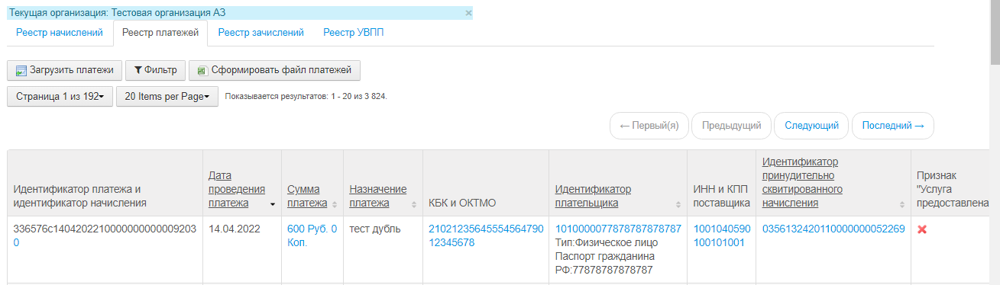 Текущая организация: Тестовая организация АЗ
Реестр начислений Реестр платежей Реестр зачислений Реестр УВПП
Загрузить платежи Фильтр Сформировать файл платежей
Страница 1 из 192 20 Items per Page Показывается результатов: 1 - 20 из 3 824.
← Первый(я) Предыдущий Следующий Последний →
Идентификатор платежа и
идентификатор начисления
Дата
проведения
платежа
Сумма
платежа
Назначение
платежа
КБК и ОКТМО
Идентификатор
плательщика
ИНН и КПП
поставщика
Идентификатор
принудительно
сквитированного
начисления
Признак
"Услуга
предоставлена
336576c14042022100000000000009203
0
14.04.2022
600 Руб. 0
Коп.
тест дубль
21021235645554564790
12345678
1010000077878787878787
Тип:Физическое лицо
Паспорт гражданина
РФ:77878787878787
1001040590
100101001
03561324201100000000052269